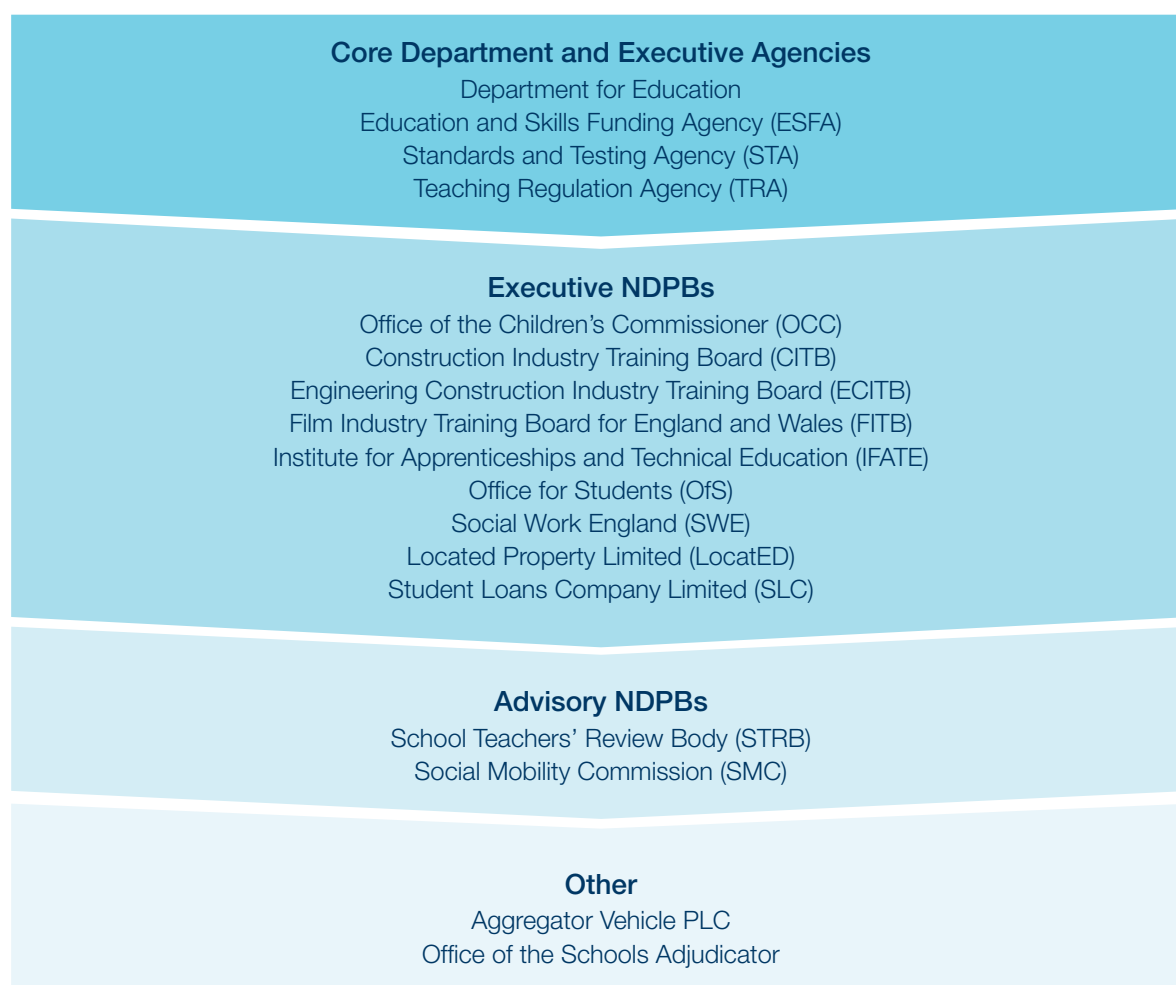 Core Department and Executive Agencies
Department for Education
Education and Skills Funding Agency (ESFA)
Standards and Testing Agency (STA)
Teaching Regulation Agency (TRA)
Executive NDPBs
Office of the Children’s Commissioner (OCC)
Construction Industry Training Board (CITB)
Engineering Construction Industry Training Board (ECITB)
Film Industry Training Board for England and Wales (FITB)
Institute for Apprenticeships and Technical Education (IFATE)
Office for Students (OfS)
Social Work England (SWE)
Located Property Limited (LocatED)
Student Loans Company Limited (SLC)
Advisory NDPBs
School Teachers’ Review Body (STRB)
Social Mobility Commission (SMC)
Other
Aggregator Vehicle PLC
Office of the Schools Adjudicator